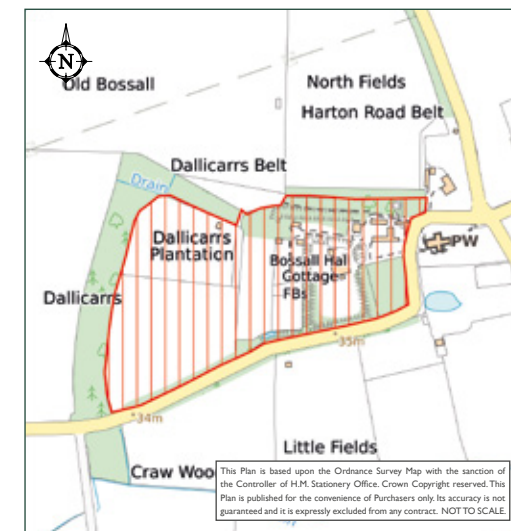 N
Old Bossall
North Fields
Harton Road Belt
Dallicarrs Belt
Drain
Dallicarrs
Plantation
PW
Bossall Hal
Cottage
FBs
Dallicarrs
35m
34m
Little Fields
Craw Woo
This Plan is based upon the Ordnance Survey Map with the sanction of
the Controller of H.M. Stationery Office. Crown Copyright reserved. This
Plan is published for the convenience of Purchasers only. Its accuracy is not
guaranteed and it is expressly excluded from any contract. NOT TO SCALE.